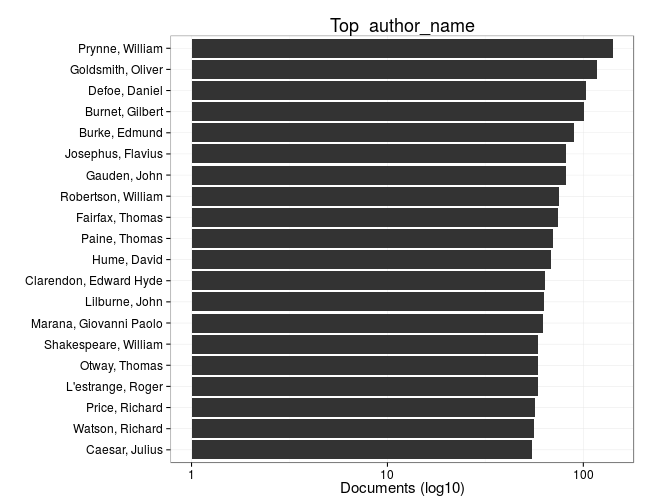 Top author_name
Prynne, William
Goldsmith, Oliver
Defoe, Daniel
Burnet, Gilbert
Burke, Edmund
Josephus, Flavius
Gauden, John
Robertson, William
Fairfax, Thomas
Paine, Thomas
Hume, David
Clarendon, Edward Hyde
Lilburne, John
Marana, Giovanni Paolo
Shakespeare, William
Otway, Thomas
L'estrange, Roger
Price, Richard
Watson, Richard
Caesar, Julius
1 10 100
Documents (log10)